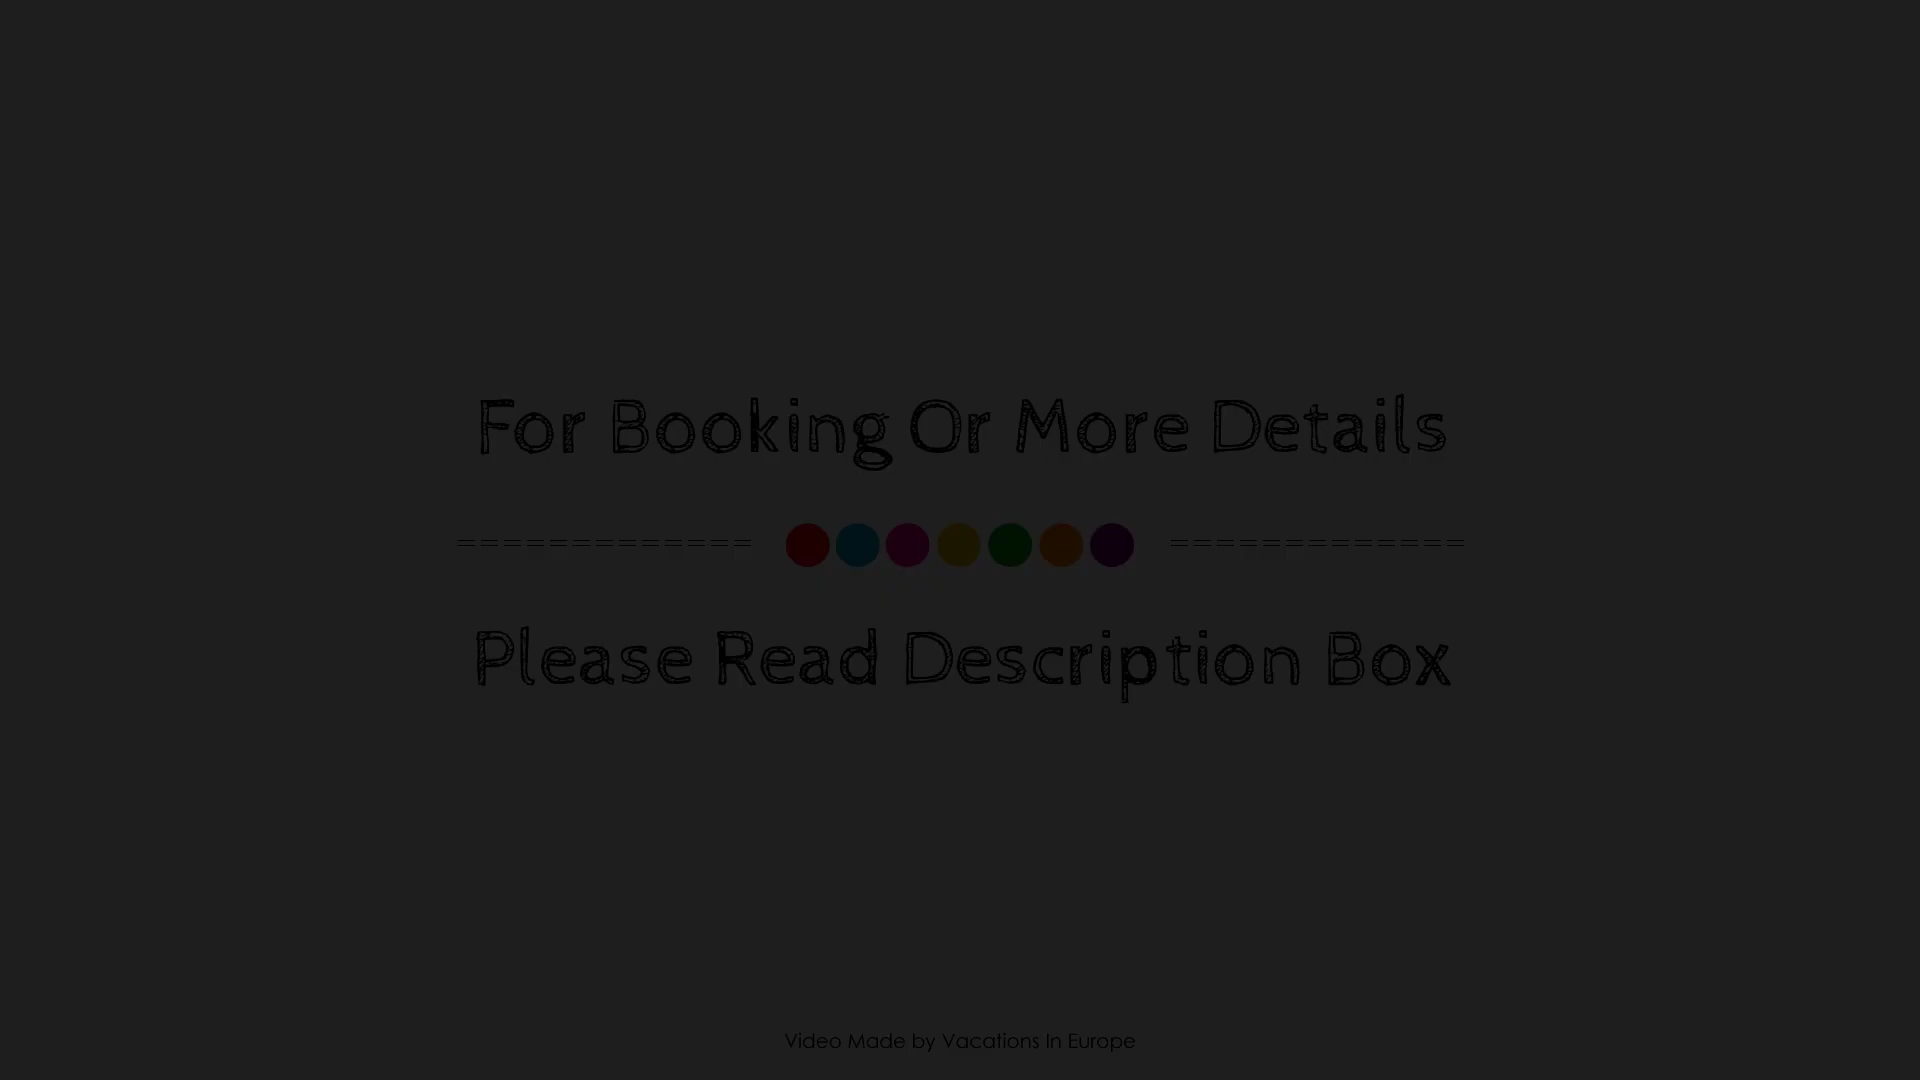 For Booking Or More Details
============= =============
Please Read Description Box
Video Made by Vacations In Europe